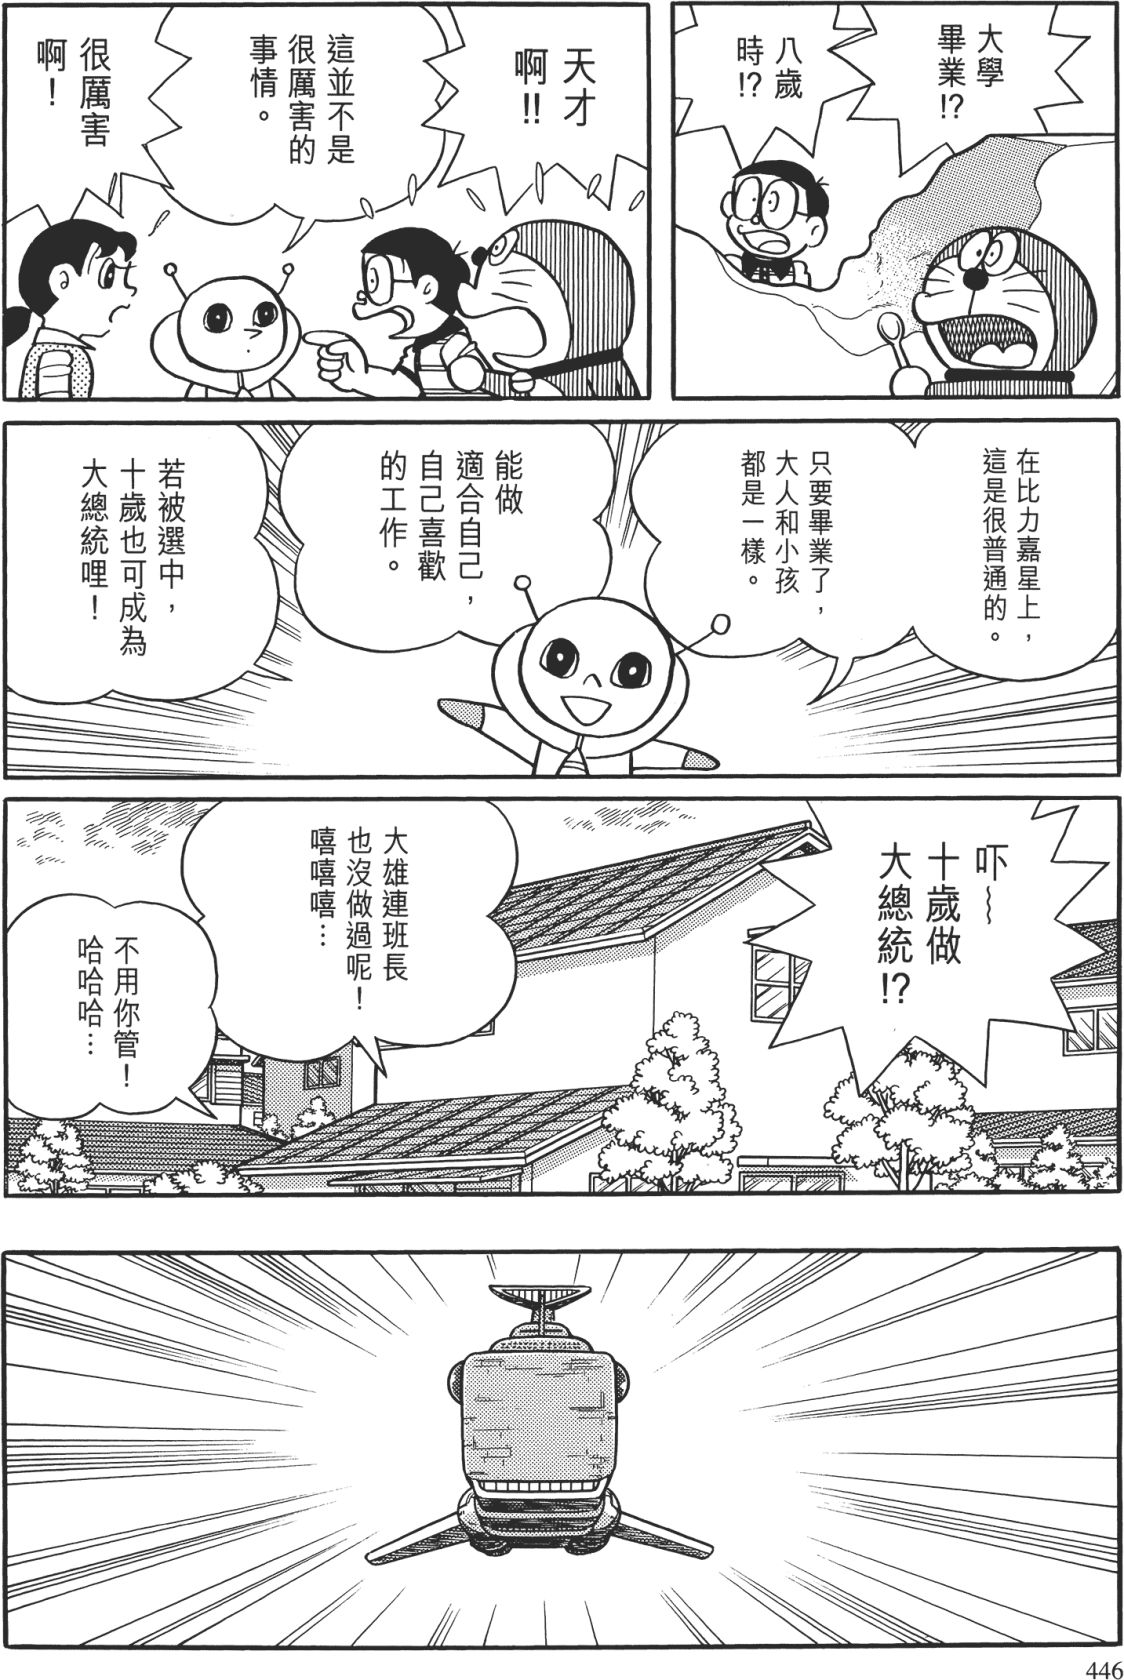 大學
畢業!?
八歲
時!?
天才
啊!!
這並不是
很厲害的
事情。
很厲害
啊！
在比力嘉星上，
這是很普通的。
只要畢業了，
大人和小孩
都是一樣。
能做
適合自己，
自己喜歡
的工作。
若被選中，
十歲也可成為
大總統哩！
吓～
十歲做
大總統!?
大雄連班長
也沒做過呢！
嘻嘻嘻…
不用你管！
哈哈哈…
446